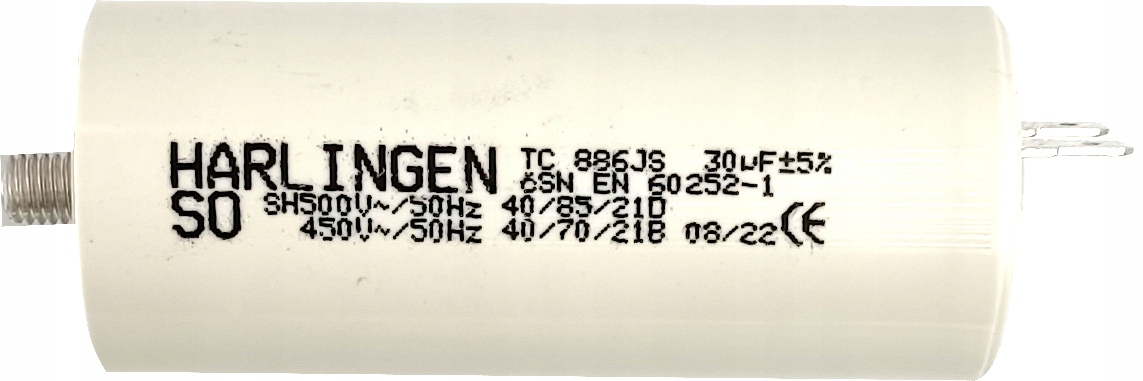 HARLINGEN TC 886JS 30µF±5%
ČSN EN 60252-1
SO SH500V~/50Hz 40/85/21D
450V~/50Hz 40/70/21B 08/22 CE